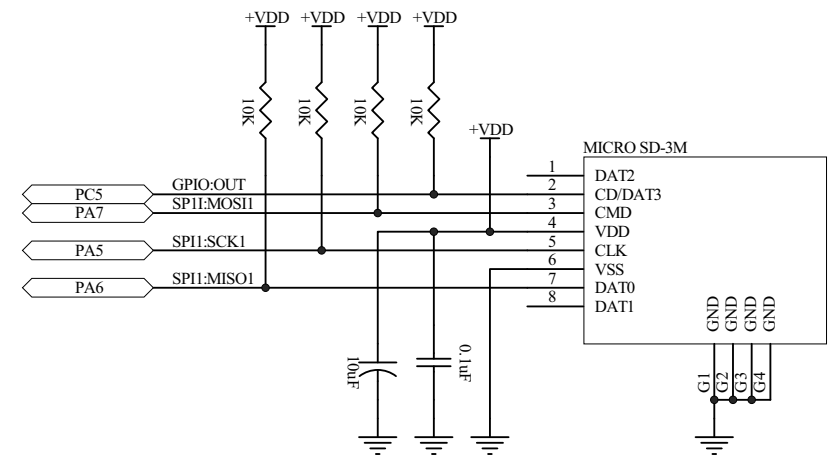 +VDD +VDD +VDD +VDD
10K 10K 10K 10K
+VDD
MICRO SD-3M
1 DAT2
PC5 GPIO:OUT 2 CD/DAT3
PA7 SP1I:MOSI1 3 CMD
4 VDD
PA5 SPI1:SCK1 5 CLK
6 VSS
PA6 SPI1:MISO1 7 DAT0
8 DAT1
GND GND GND GND
10uF 0.1uF
G1 G2 G3 G4